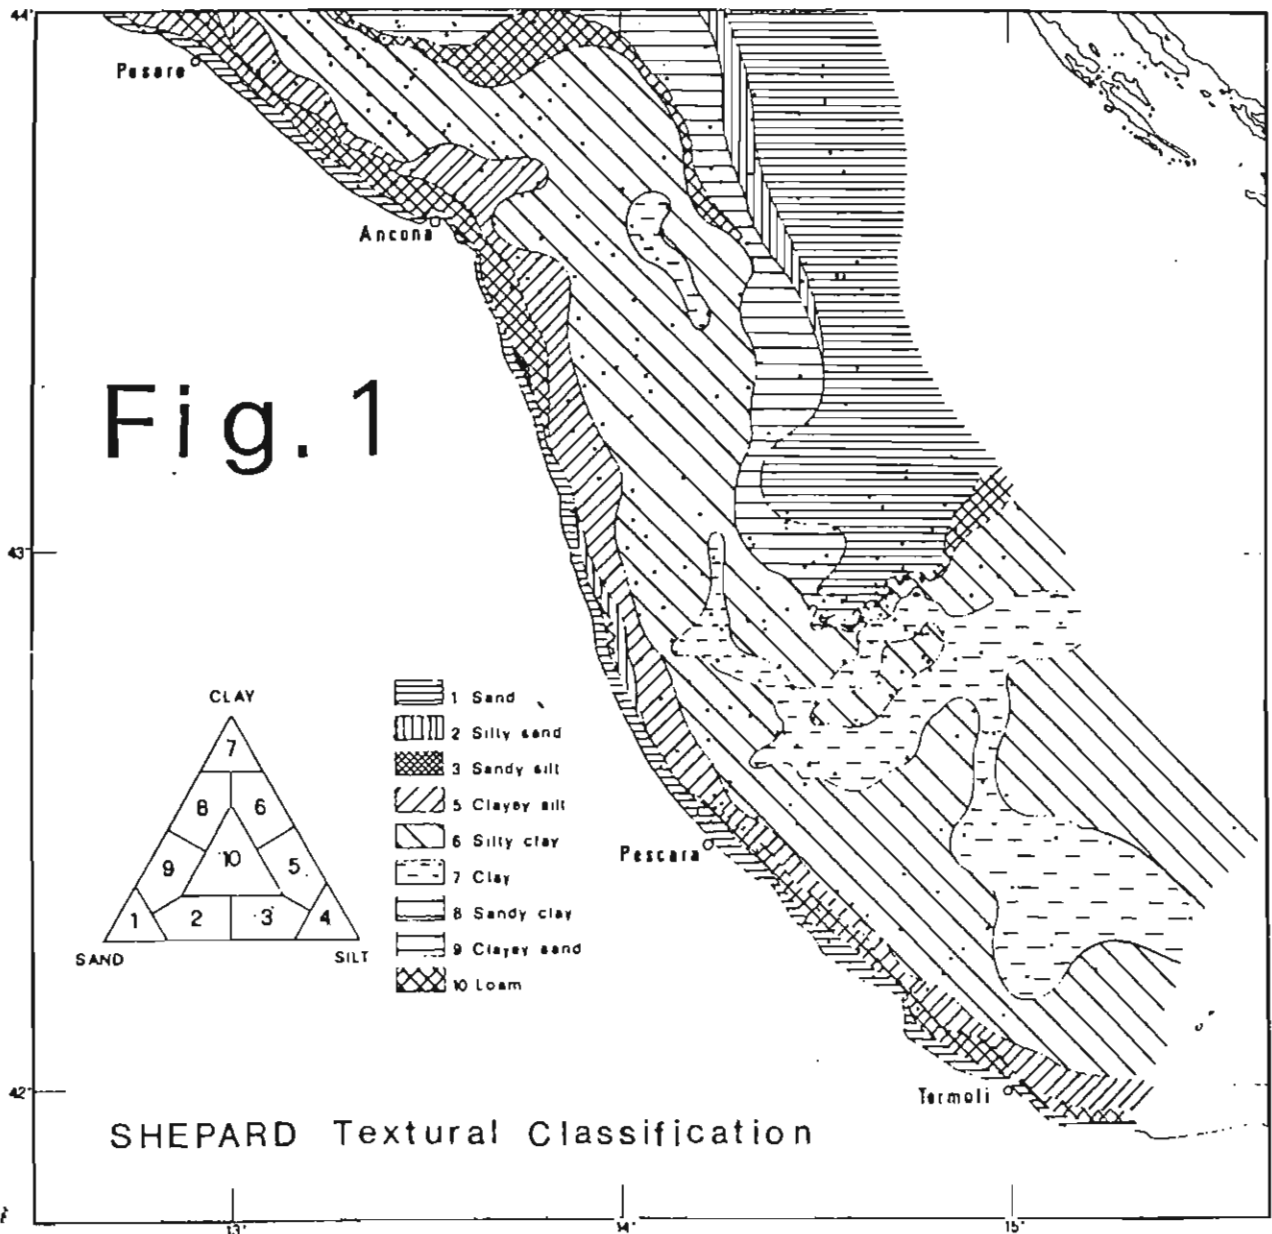 44°
Pesaro
Ancona
Fig. 1
43°
CLAY
7
8
6
10
9
5
1
2
3
4
SAND
SILT
1 Sand
2 Silty sand
3 Sandy silt
5 Clayey silt
6 Silty clay
7 Clay
8 Sandy clay
9 Clayey sand
10 Loam
Pescara
Termoli
42°
SHEPARD Textural Classification
13°
14°
15°